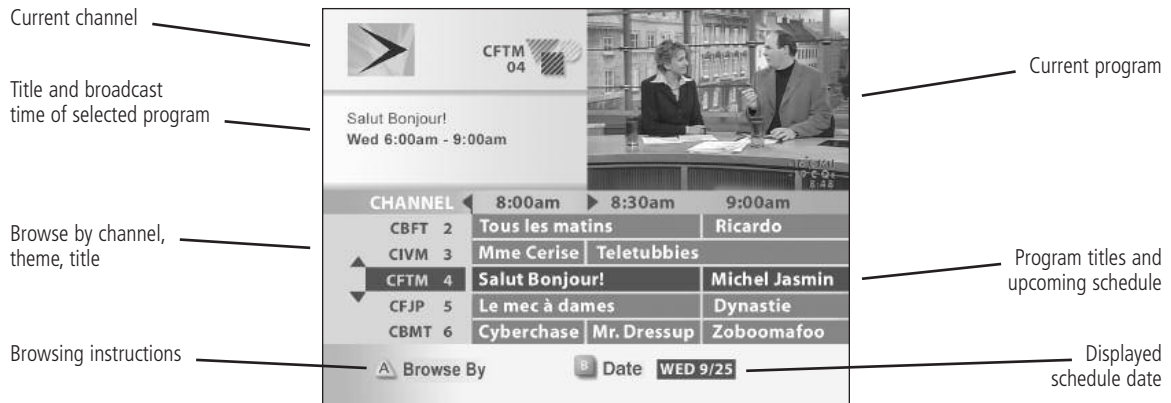 Current channel
Title and broadcast
time of selected program
Browse by channel,
theme, title
Browsing instructions
CFTM
04
Salut Bonjour!
Wed 6:00am - 9:00am
8:48
CHANNEL 8:00am 8:30am 9:00am
CBFT 2 Tous les matins Ricardo
CIVM 3 Mme Cerise Teletubbies
CFTM 4 Salut Bonjour! Michel Jasmin
CFJP 5 Le mec à dames Dynastie
CBMT 6 Cyberchase Mr. Dressup Zoboomafoo
A Browse By B Date WED 9/25
Current program
Program titles and
upcoming schedule
Displayed
schedule date